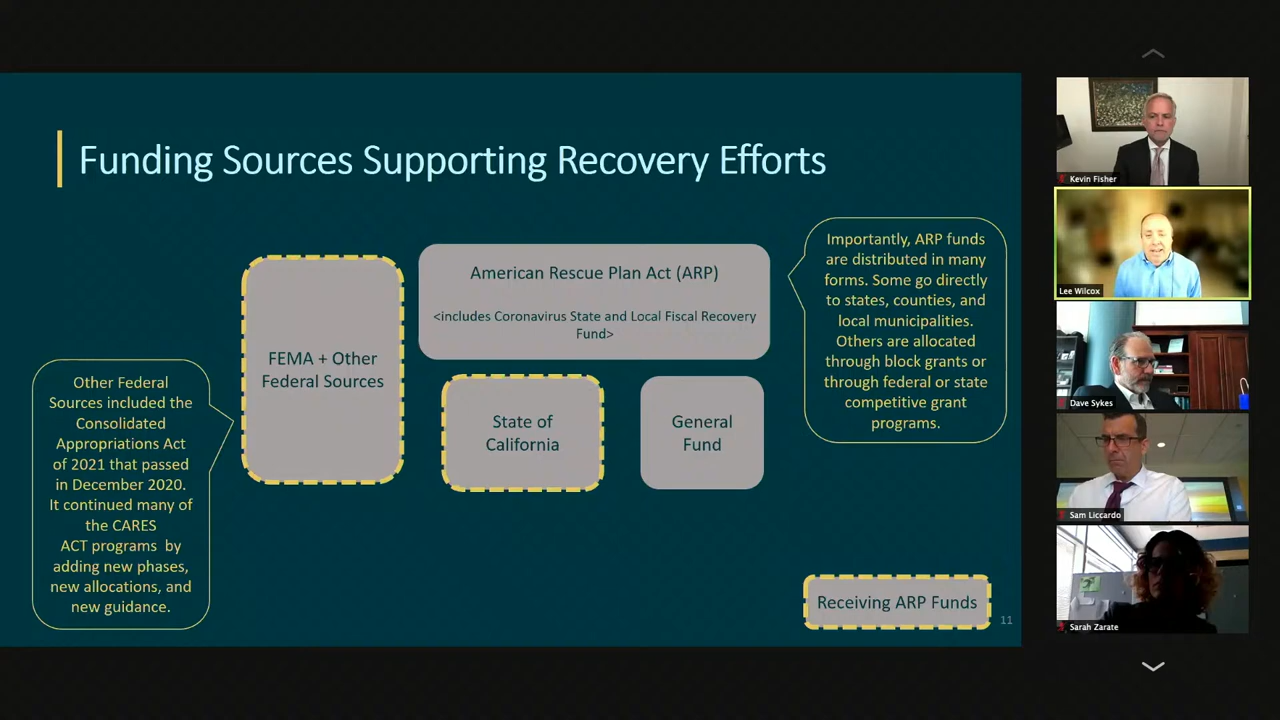 Funding Sources Supporting Recovery Efforts
Other Federal
Sources included the
Consolidated
Appropriations Act
of 2021 that passed
in December 2020.
It continued many of
the CARES
ACT programs by
adding new phases,
new allocations, and
new guidance.
FEMA + Other
Federal Sources
American Rescue Plan Act (ARP)
<includes Coronavirus State and Local Fiscal Recovery
Fund>
State of
California
General
Fund
Importantly, ARP funds
are distributed in many
forms. Some go directly
to states, counties, and
local municipalities.
Others are allocated
through block grants or
through federal or state
competitive grant
programs.
Receiving ARP Funds
11
Kevin Fisher
Lee Wilcox
Dave Sykes
Sam Liccardo
Sarah Zarate